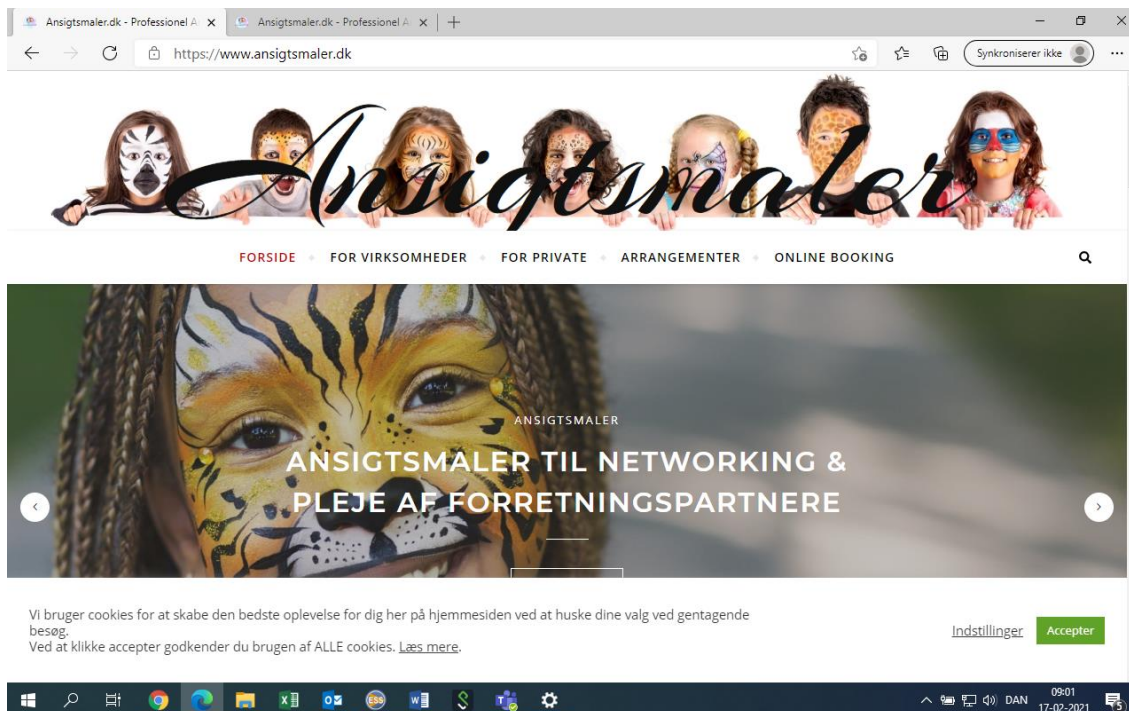 Ansigtsmaler.dk - Professionel A
Ansigtsmaler.dk - Professionel A
https://www.ansigtsmaler.dk
Synkroniserer ikke
Ansigtsmaler
FORSIDE FOR VIRKSOMHEDER FOR PRIVATE ARRANGEMENTER ONLINE BOOKING
ANSIGTSMALER
ANSIGTSMALER TIL NETWORKING &
PLEJE AF FORRETNINGSPARTNERE
Vi bruger cookies for at skabe den bedste oplevelse for dig her på hjemmesiden ved at huske dine valg ved gentagende
besøg.
Ved at klikke accepter godkender du brugen af ALLE cookies. Læs mere.
Indstillinger
Accepter
ESS
DAN
09:01
17-02-2021
5